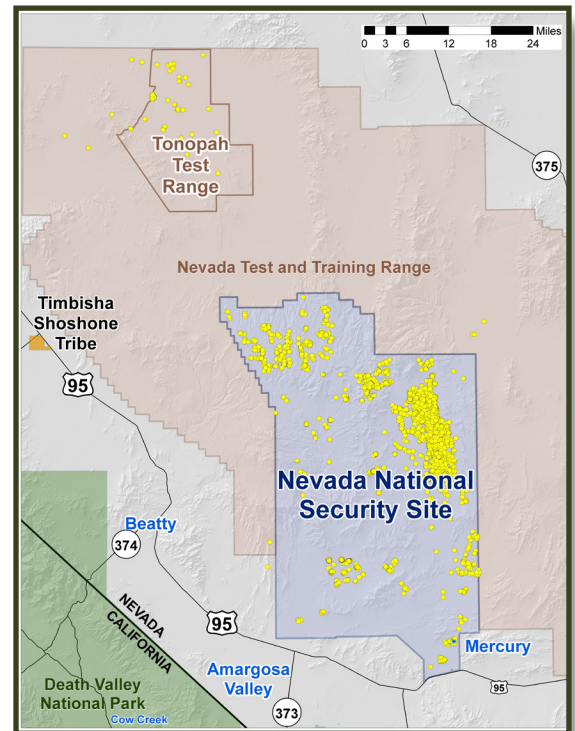 Miles
0 3 6 12 18 24
Tonopah
Test
Range
375
Nevada Test and Training Range
Timbisha
Shoshone
Tribe
95
Nevada National
Security Site
Beatty
374
95
NEVADA
CALIFORNIA
Mercury
Amargosa
Valley
95
Death Valley
National Park
373
Cow Creek